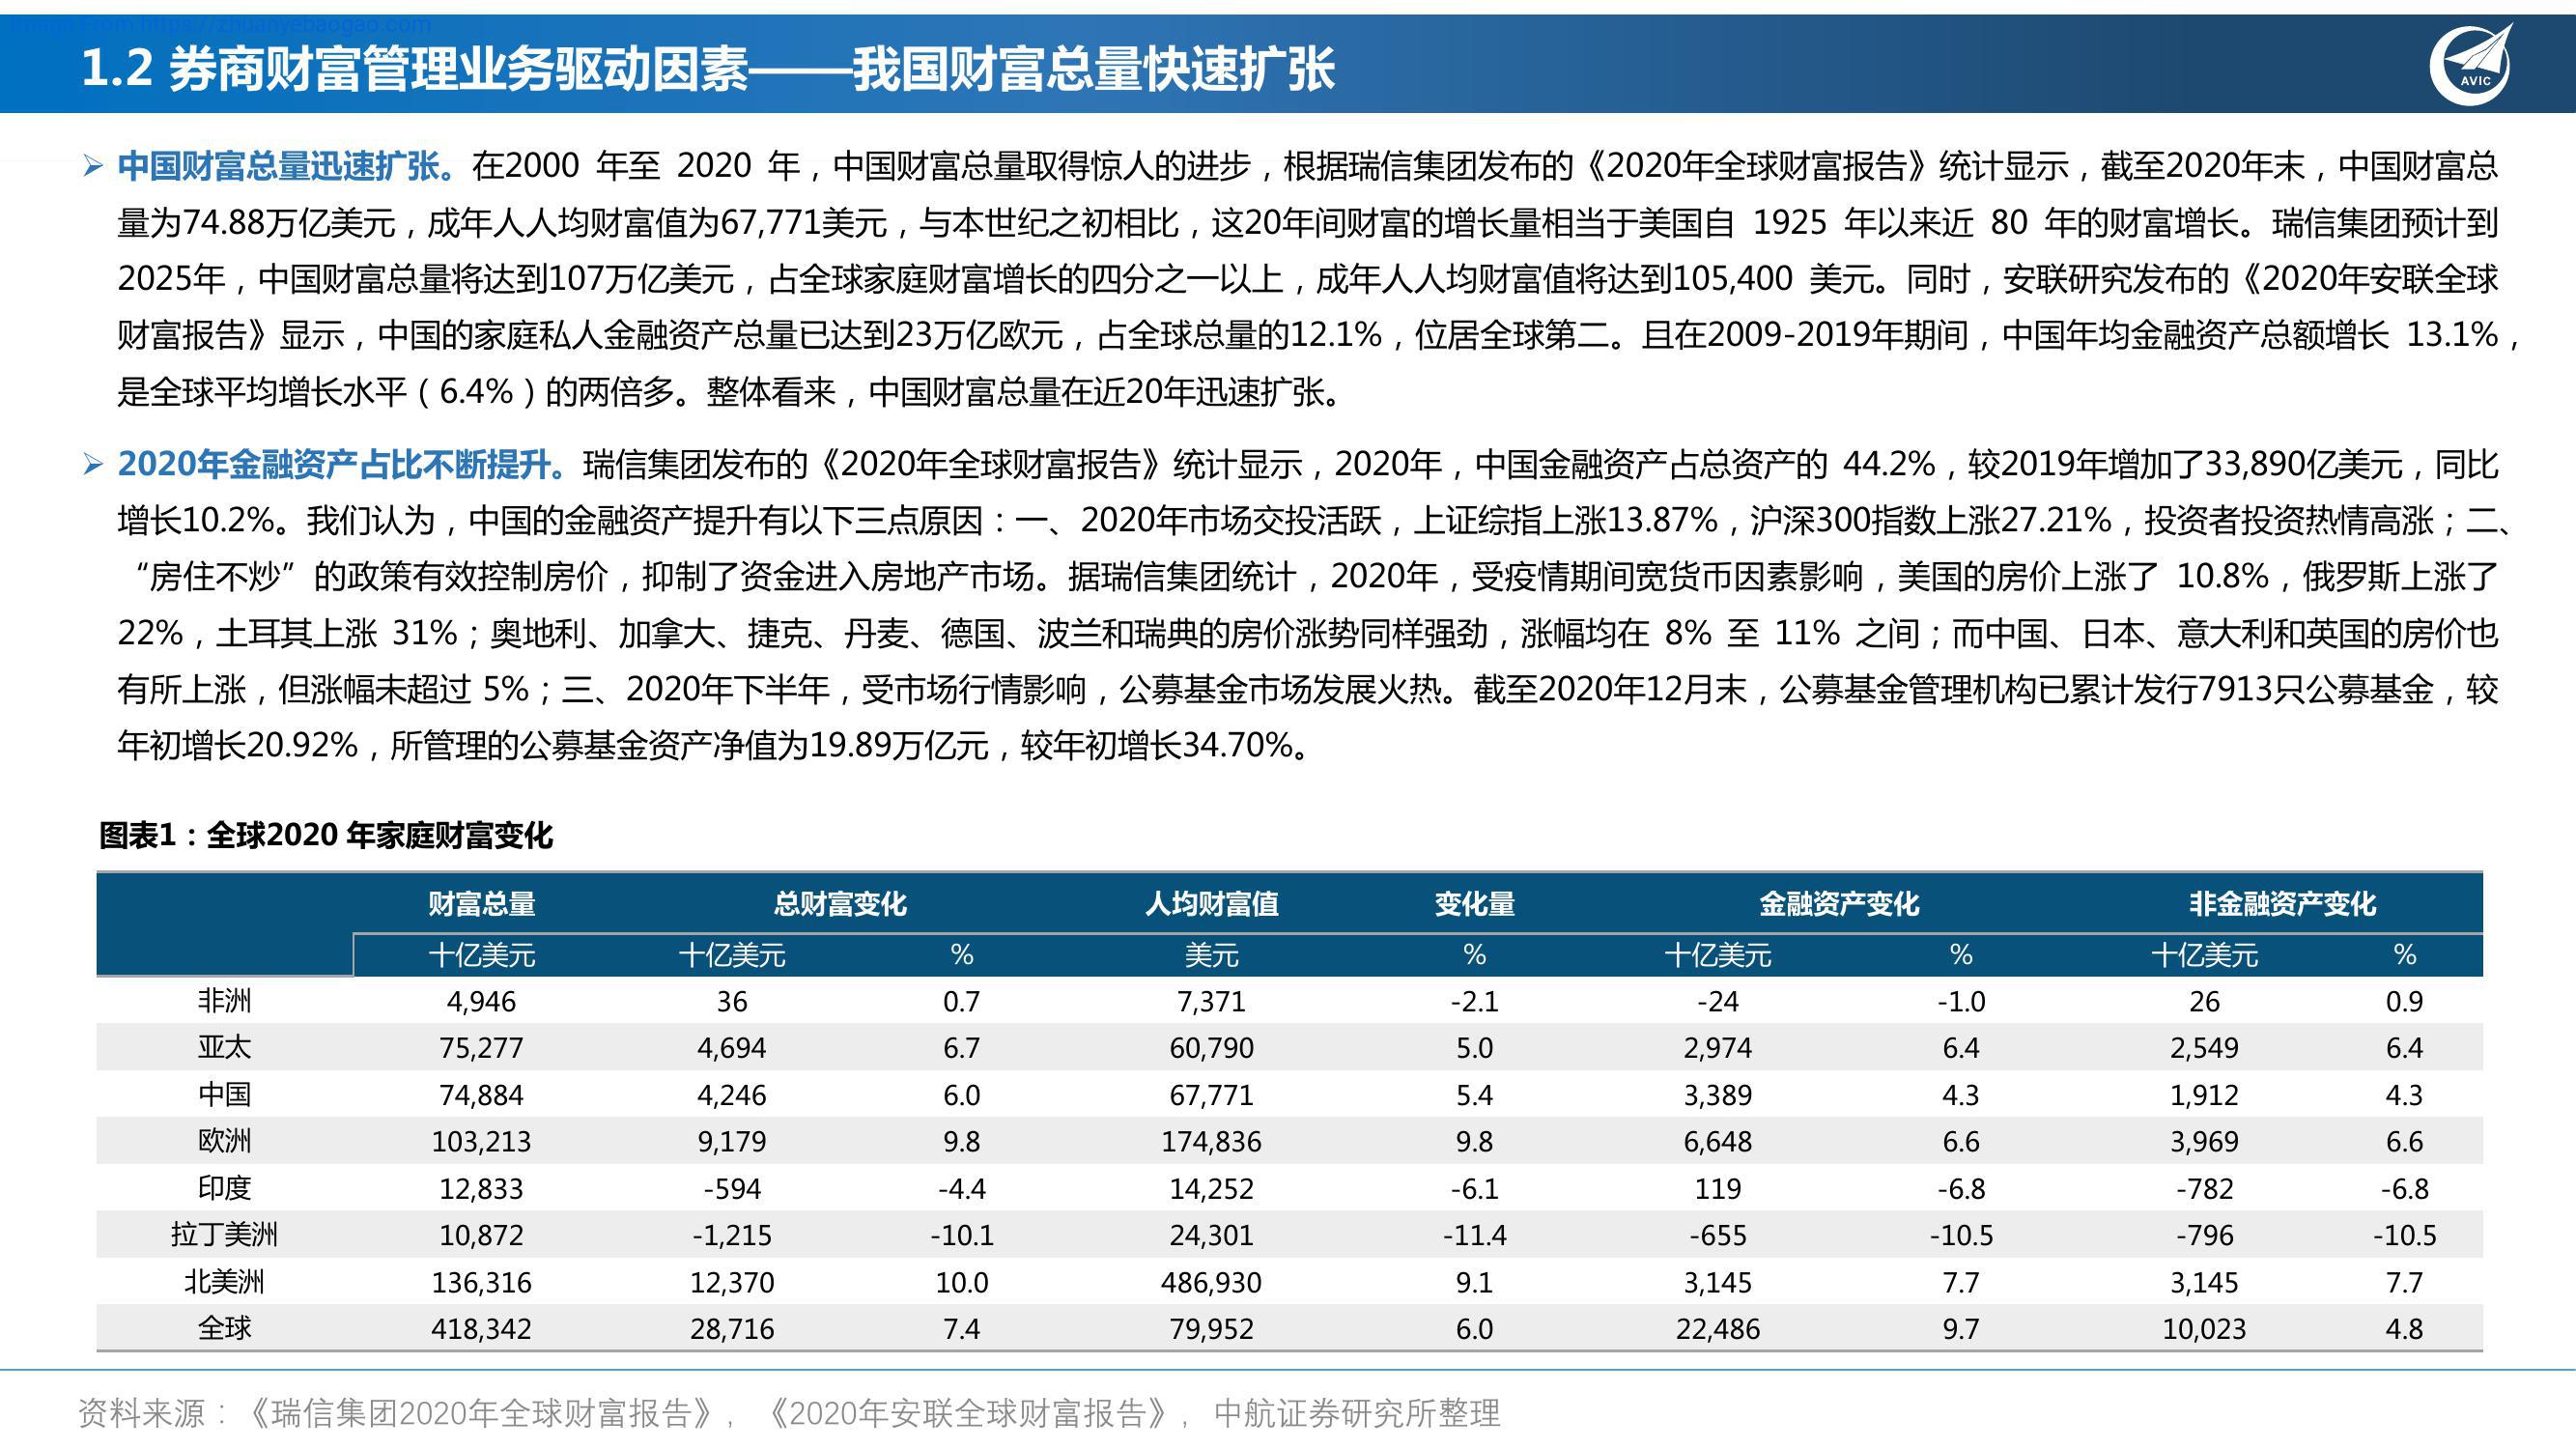 Image From https://zhuanyebaogao.com
1.2 券商财富管理业务驱动因素——我国财富总量快速扩张
AVIC
➢ 中国财富总量迅速扩张。在2000 年至 2020 年，中国财富总量取得惊人的进步，根据瑞信集团发布的《2020年全球财富报告》统计显示，截至2020年末，中国财富总
量为74.88万亿美元，成年人人均财富值为67,771美元，与本世纪之初相比，这20年间财富的增长量相当于美国自 1925 年以来近 80 年的财富增长。瑞信集团预计到
2025年，中国财富总量将达到107万亿美元，占全球家庭财富增长的四分之一以上，成年人人均财富值将达到105,400 美元。同时，安联研究发布的《2020年安联全球
财富报告》显示，中国的家庭私人金融资产总量已达到23万亿欧元，占全球总量的12.1%，位居全球第二。且在2009-2019年期间，中国年均金融资产总额增长 13.1%，
是全球平均增长水平（6.4%）的两倍多。整体看来，中国财富总量在近20年迅速扩张。
➢ 2020年金融资产占比不断提升。瑞信集团发布的《2020年全球财富报告》统计显示，2020年，中国金融资产占总资产的 44.2%，较2019年增加了33,890亿美元，同比
增长10.2%。我们认为，中国的金融资产提升有以下三点原因：一、2020年市场交投活跃，上证综指上涨13.87%，沪深300指数上涨27.21%，投资者投资热情高涨；二、
“房住不炒”的政策有效控制房价，抑制了资金进入房地产市场。据瑞信集团统计，2020年，受疫情期间宽货币因素影响，美国的房价上涨了 10.8%，俄罗斯上涨了
22%，土耳其上涨 31%；奥地利、加拿大、捷克、丹麦、德国、波兰和瑞典的房价涨势同样强劲，涨幅均在 8% 至 11% 之间；而中国、日本、意大利和英国的房价也
有所上涨，但涨幅未超过 5%；三、2020年下半年，受市场行情影响，公募基金市场发展火热。截至2020年12月末，公募基金管理机构已累计发行7913只公募基金，较
年初增长20.92%，所管理的公募基金资产净值为19.89万亿元，较年初增长34.70%。
图表1：全球2020 年家庭财富变化
财富总量 总财富变化 人均财富值 变化量 金融资产变化 非金融资产变化
十亿美元 十亿美元 % 美元 % 十亿美元 % 十亿美元 %
非洲 4,946 36 0.7 7,371 -2.1 -24 -1.0 26 0.9
亚太 75,277 4,694 6.7 60,790 5.0 2,974 6.4 2,549 6.4
中国 74,884 4,246 6.0 67,771 5.4 3,389 4.3 1,912 4.3
欧洲 103,213 9,179 9.8 174,836 9.8 6,648 6.6 3,969 6.6
印度 12,833 -594 -4.4 14,252 -6.1 119 -6.8 -782 -6.8
拉丁美洲 10,872 -1,215 -10.1 24,301 -11.4 -655 -10.5 -796 -10.5
北美洲 136,316 12,370 10.0 486,930 9.1 3,145 7.7 3,145 7.7
全球 418,342 28,716 7.4 79,952 6.0 22,486 9.7 10,023 4.8
资料来源：《瑞信集团2020年全球财富报告》，《2020年安联全球财富报告》，中航证券研究所整理